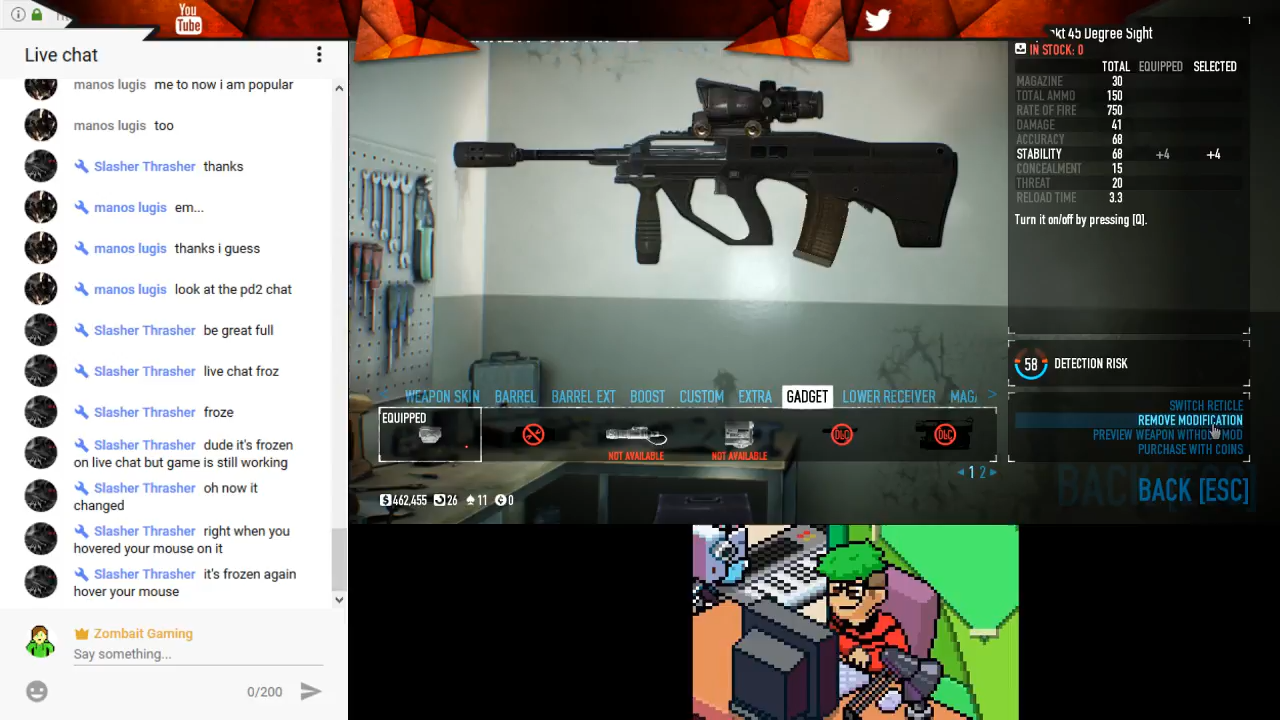 You
Tube
Live chat
manos lugis me to now i am popular
manos lugis too
Slasher Thrasher thanks
manos lugis em...
manos lugis thanks i guess
manos lugis look at the pd2 chat
Slasher Thrasher be great full
Slasher Thrasher live chat froz
Slasher Thrasher froze
Slasher Thrasher dude it's frozen
on live chat but game is still working
Slasher Thrasher oh now it
changed
Slasher Thrasher right when you
hovered your mouse on it
Slasher Thrasher it's frozen again
hover your mouse
Zombait Gaming
Say something...
0/200
kt 45 Degree Sight
IN STOCK: 0
TOTAL EQUIPPED SELECTED
MAGAZINE 30
TOTAL AMMO 150
RATE OF FIRE 750
DAMAGE 41
ACCURACY 68
STABILITY 68 +4 +4
CONCEALMENT 15
THREAT 20
RELOAD TIME 3.3
Turn it on/off by pressing [Q].
58 DETECTION RISK
SWITCH RETICLE
REMOVE MODIFICATION
PREVIEW WEAPON WITHOUT MOD
PURCHASE WITH COINS
BACK [ESC]
< WEAPON SKIN BARREL BARREL EXT BOOST CUSTOM EXTRA GADGET LOWER RECEIVER MAGA >
EQUIPPED
NOT AVAILABLE NOT AVAILABLE DLC DLC
1 2
$462,455 26 11 0